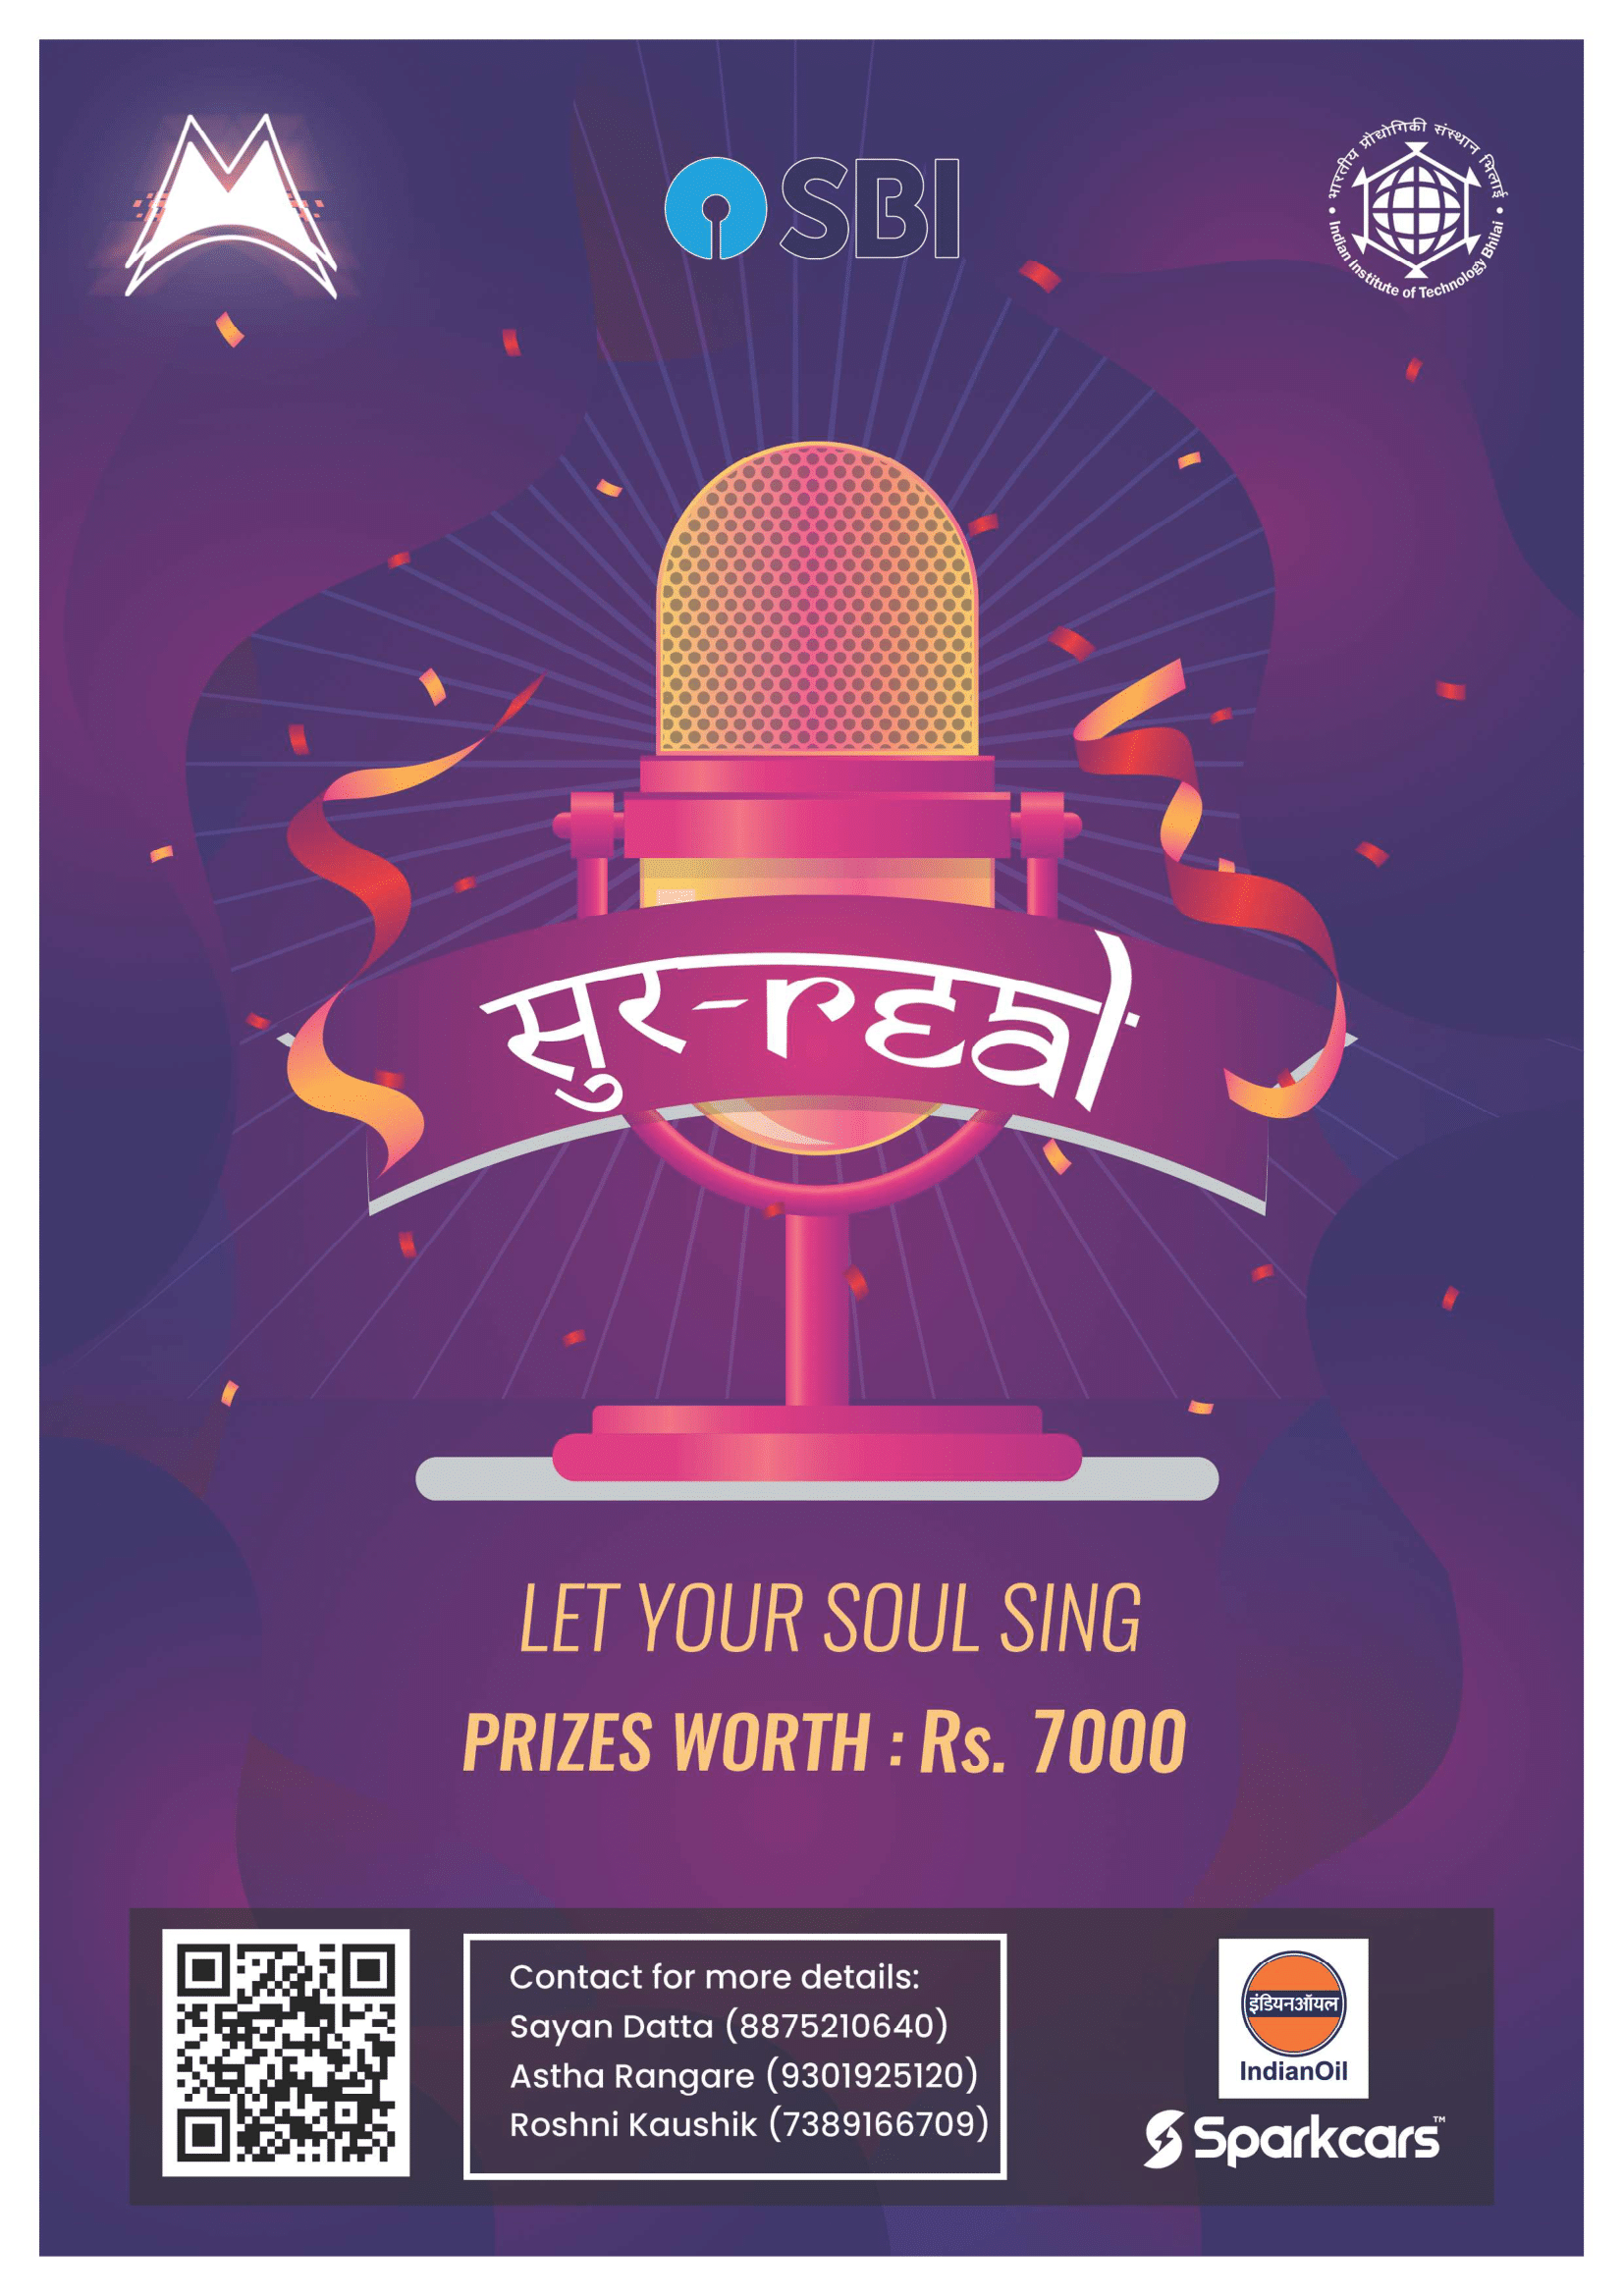 SBI
भारतीय प्रौद्योगिकी संस्थान भिलाई
Indian Institute of Technology Bhilai
सुर-real
LET YOUR SOUL SING
PRIZES WORTH : Rs. 7000
Contact for more details:
Sayan Datta (8875210640)
Astha Rangare (9301925120)
Roshni Kaushik (7389166709)
इंडियनऑयल
IndianOil
Sparkcars™